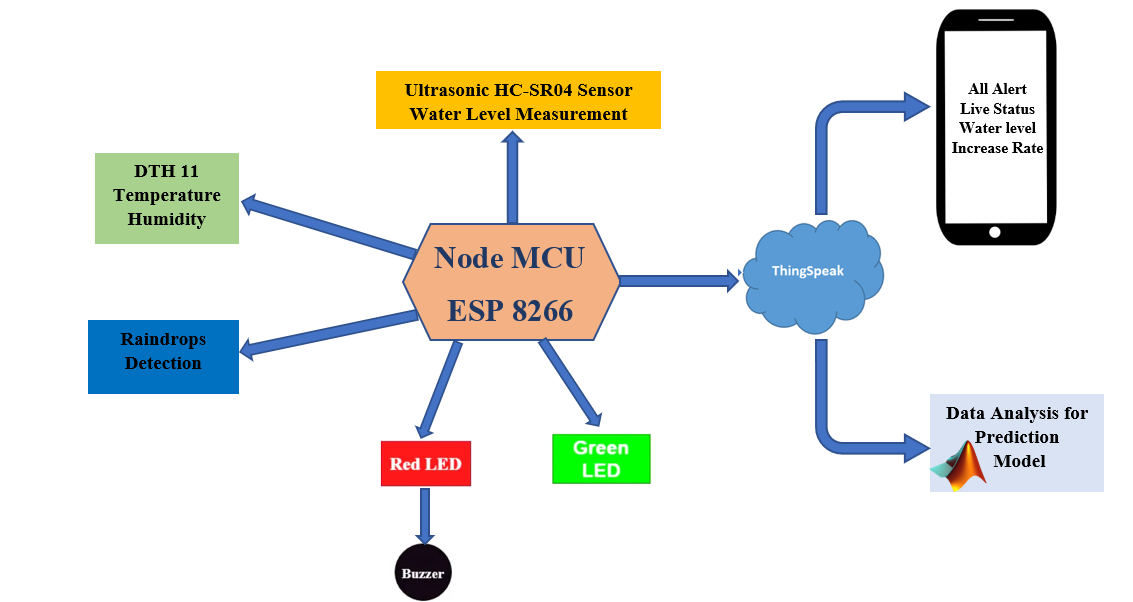 Ultrasonic HC-SR04 Sensor
Water Level Measurement
DTH 11
Temperature
Humidity
Raindrops
Detection
Node MCU
ESP 8266
Red LED
Green
LED
Buzzer
ThingSpeak
All Alert
Live Status
Water level
Increase Rate
Data Analysis for
Prediction
Model